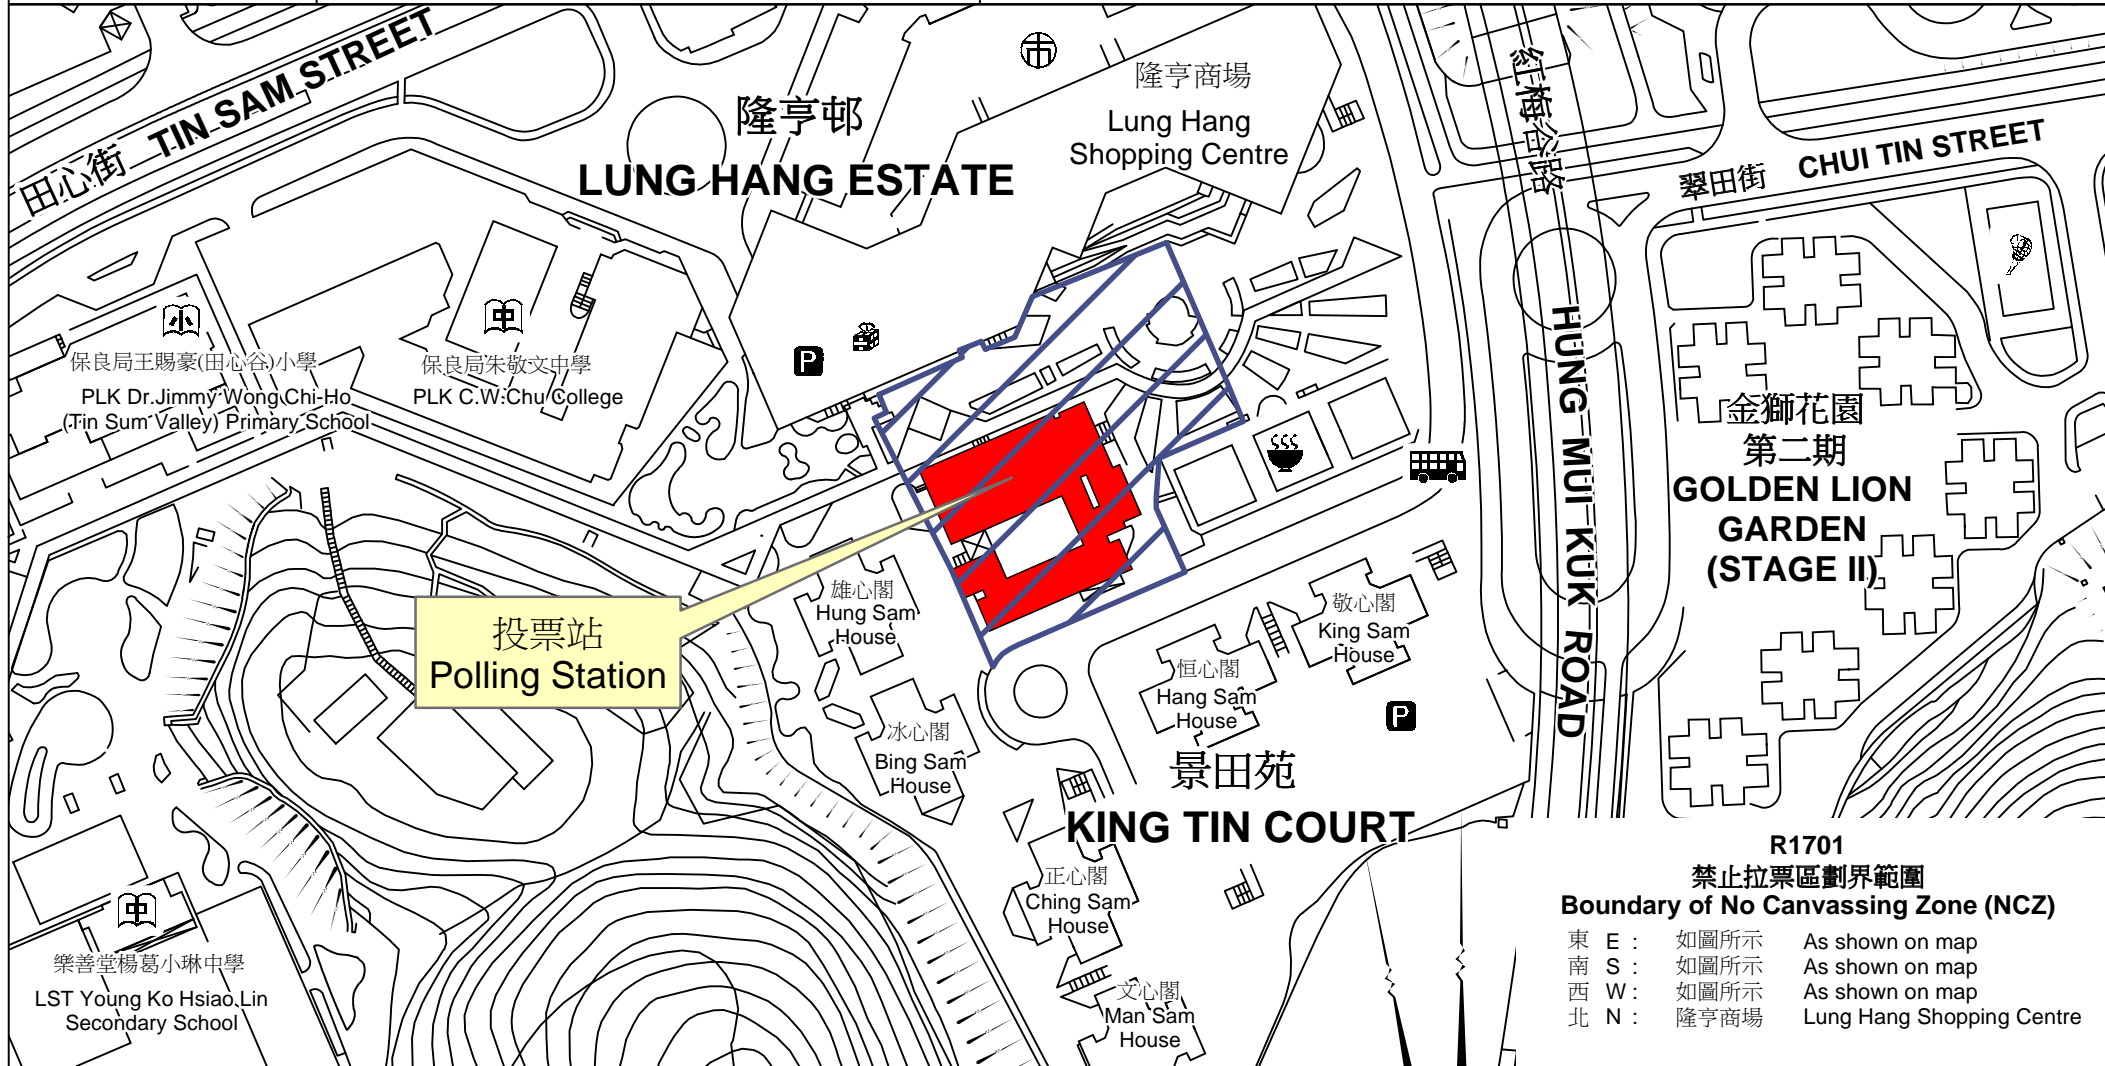 田心街 TIN SAM STREET
隆亨邨
LUNG HANG ESTATE
市
隆亨商場
Lung Hang
Shopping Centre
紅梅谷路
HUNG MUI KUK ROAD
翠田街 CHUI TIN STREET
小
保良局王賜豪(田心谷)小學
PLK Dr.Jimmy Wong Chi-Ho
(Tin Sum Valley) Primary School
中
保良局朱敬文中學
PLK C.W.Chu College
P
金獅花園
第二期
GOLDEN LION
GARDEN
(STAGE II)
投票站
Polling Station
雄心閣
Hung Sam
House
敬心閣
King Sam
House
恒心閣
Hang Sam
House
冰心閣
Bing Sam
House
P
景田苑
KING TIN COURT
正心閣
Ching Sam
House
文心閣
Man Sam
House
中
樂善堂楊葛小琳中學
LST Young Ko Hsiao Lin
Secondary School
R1701
禁止拉票區劃界範圍
Boundary of No Canvassing Zone (NCZ)
東 E : 如圖所示 As shown on map
南 S : 如圖所示 As shown on map
西 W : 如圖所示 As shown on map
北 N : 隆亨商場 Lung Hang Shopping Centre